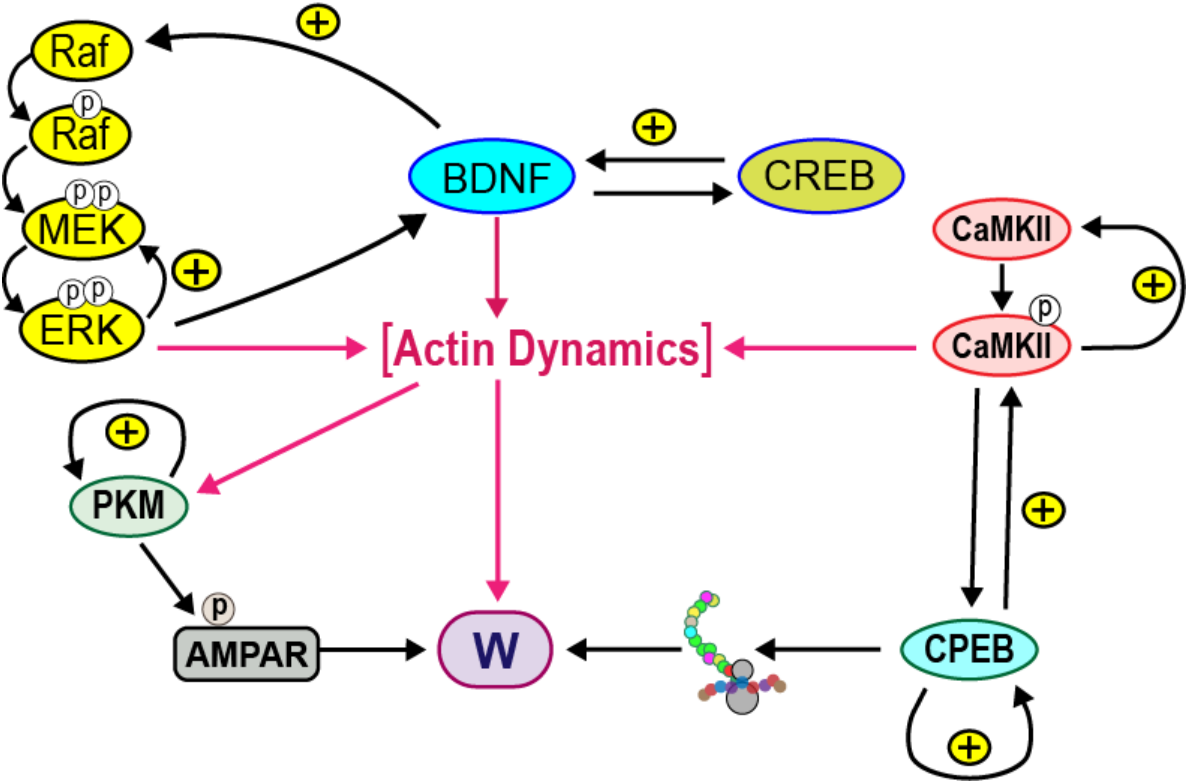 +
Raf
p
Raf
+
BDNF
CREB
p p
MEK
CaMKII
+
+
p p
p
ERK
[Actin Dynamics]
CaMKII
+
PKM
+
p
AMPAR
W
CPEB
+